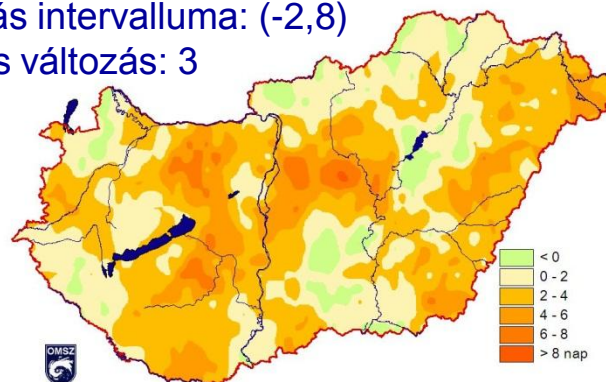 ás intervalluma: (-2,8)
s változás: 3
< 0
0 - 2
2 - 4
4 - 6
6 - 8
> 8 nap
OMSZ